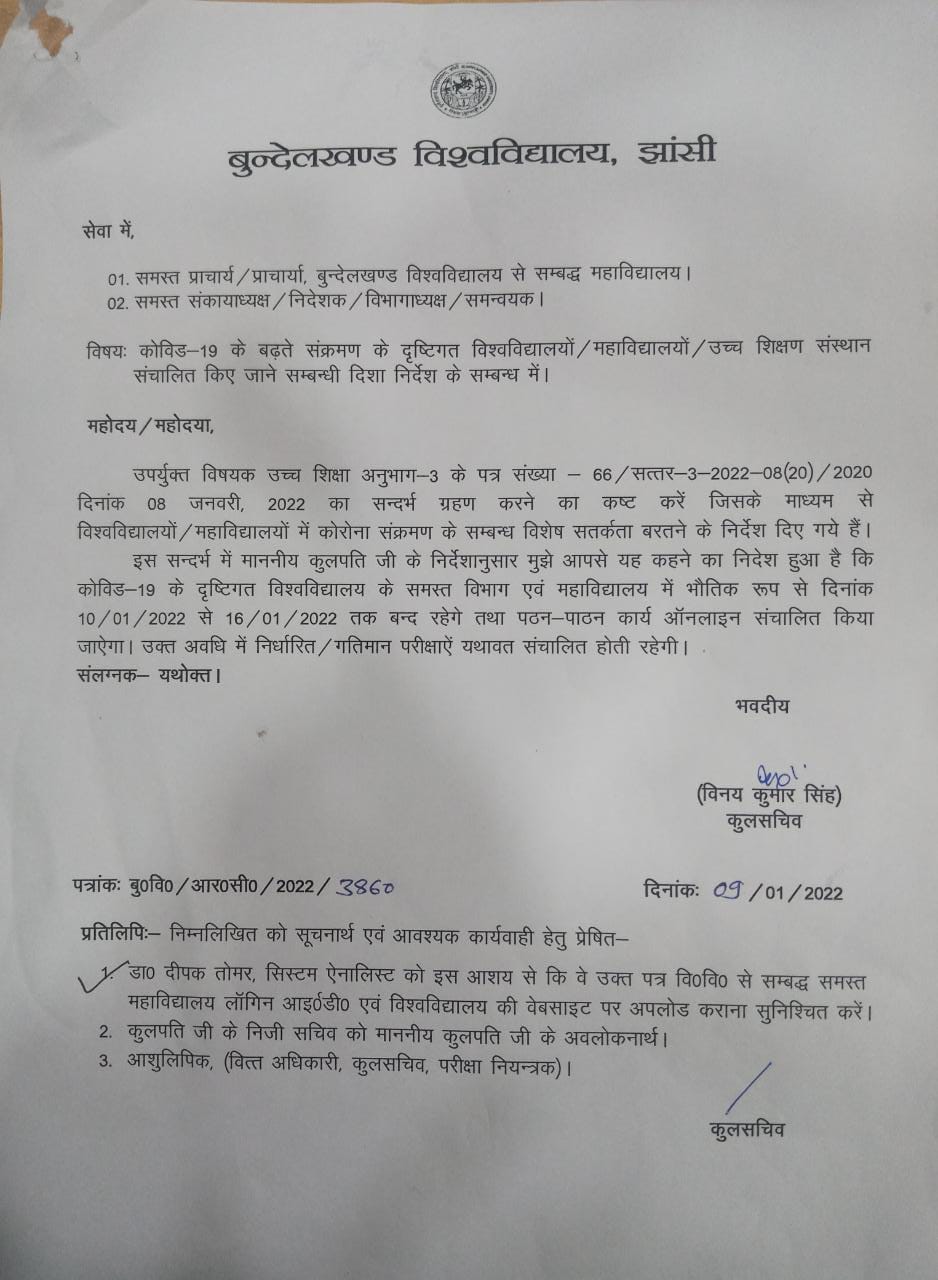 बुन्देलखण्ड विश्वविद्यालय, झांसी
सेवा में,
01. समस्त प्राचार्य/प्राचार्या, बुन्देलखण्ड विश्वविद्यालय से सम्बद्ध महाविद्यालय।
02. समस्त संकायाध्यक्ष/निदेशक/विभागाध्यक्ष/समन्वयक।
विषयः कोविड–19 के बढ़ते संक्रमण के दृष्टिगत विश्वविद्यालयों/महाविद्यालयों/उच्च शिक्षण संस्थान
संचालित किए जाने सम्बन्धी दिशा निर्देश के सम्बन्ध में।
महोदय/महोदया,
उपर्युक्त विषयक उच्च शिक्षा अनुभाग–3 के पत्र संख्या – 66/सत्तर–3–2022–08(20)/2020
दिनांक 08 जनवरी, 2022 का सन्दर्भ ग्रहण करने का कष्ट करें जिसके माध्यम से
विश्वविद्यालयों/महाविद्यालयों में कोरोना संक्रमण के सम्बन्ध विशेष सतर्कता बरतने के निर्देश दिए गये हैं।
इस सन्दर्भ में माननीय कुलपति जी के निर्देशानुसार मुझे आपसे यह कहने का निदेश हुआ है कि
कोविड–19 के दृष्टिगत विश्वविद्यालय के समस्त विभाग एवं महाविद्यालय में भौतिक रूप से दिनांक
10/01/2022 से 16/01/2022 तक बन्द रहेगे तथा पठन–पाठन कार्य ऑनलाइन संचालित किया
जाऐगा। उक्त अवधि में निर्धारित/गतिमान परीक्षाऐं यथावत संचालित होती रहेगी।
संलग्नक– यथोक्त।
भवदीय
(विनय कुमार सिंह)
कुलसचिव
पत्रांकः बु0वि0/आर0सी0/2022/3860
दिनांकः 09/01/2022
प्रतिलिपिः– निम्नलिखित को सूचनार्थ एवं आवश्यक कार्यवाही हेतु प्रेषित–
1. डा0 दीपक तोमर, सिस्टम ऐनालिस्ट को इस आशय से कि वे उक्त पत्र वि0वि0 से सम्बद्ध समस्त
महाविद्यालय लॉगिन आइ0डी0 एवं विश्वविद्यालय की वेबसाइट पर अपलोड कराना सुनिश्चित करें।
2. कुलपति जी के निजी सचिव को माननीय कुलपति जी के अवलोकनार्थ।
3. आशुलिपिक, (वित्त अधिकारी, कुलसचिव, परीक्षा नियन्त्रक)।
कुलसचिव